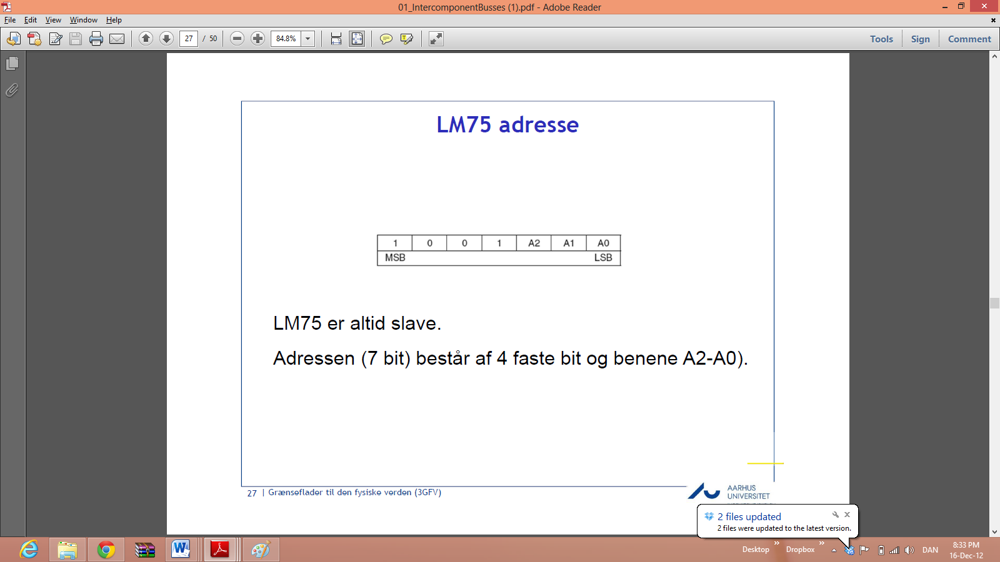 01_IntercomponentBusses (1).pdf - Adobe Reader
File Edit View Window Help
27 / 50 84.8% Tools Sign Comment
LM75 adresse
1 0 0 1 A2 A1 A0
MSB LSB
LM75 er altid slave.
Adressen (7 bit) består af 4 faste bit og benene A2-A0).
27 | Grænseflader til den fysiske verden (3GFV)
AARHUS
UNIVERSITET
2 files updated
2 files were updated to the latest version.
Desktop » Dropbox » DAN
8:33 PM
16-Dec-12